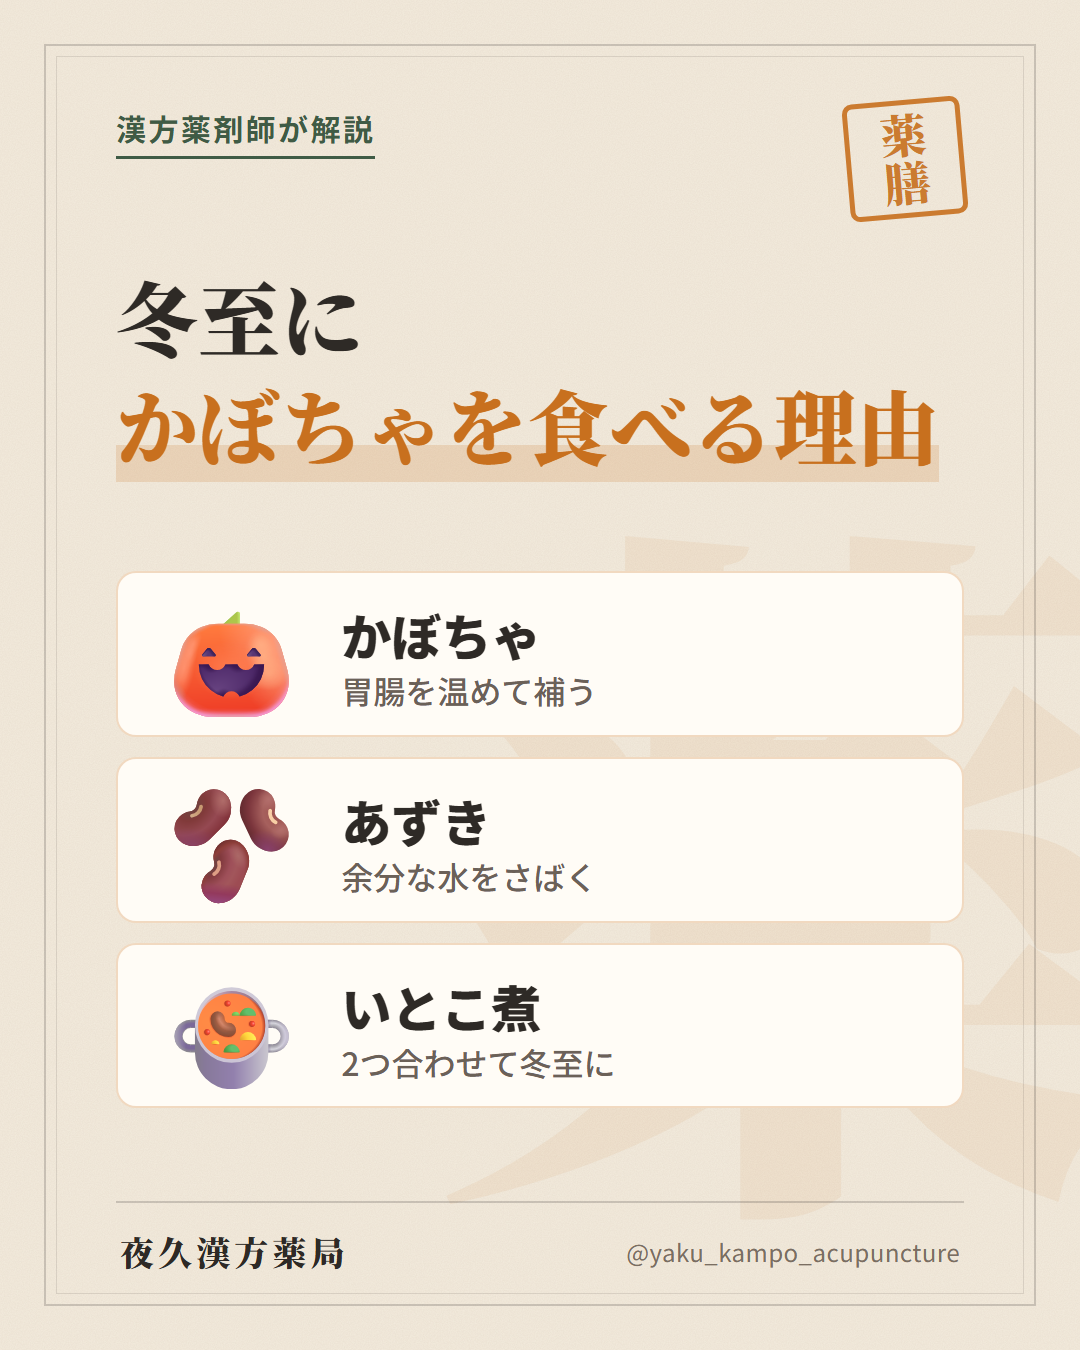 漢方薬剤師が解説
薬
膳
冬至に
かぼちゃを食べる理由
かぼちゃ
胃腸を温めて補う
あずき
余分な水をさばく
いとこ煮
2つ合わせて冬至に
夜久漢方薬局
@yaku_kampo_acupuncture